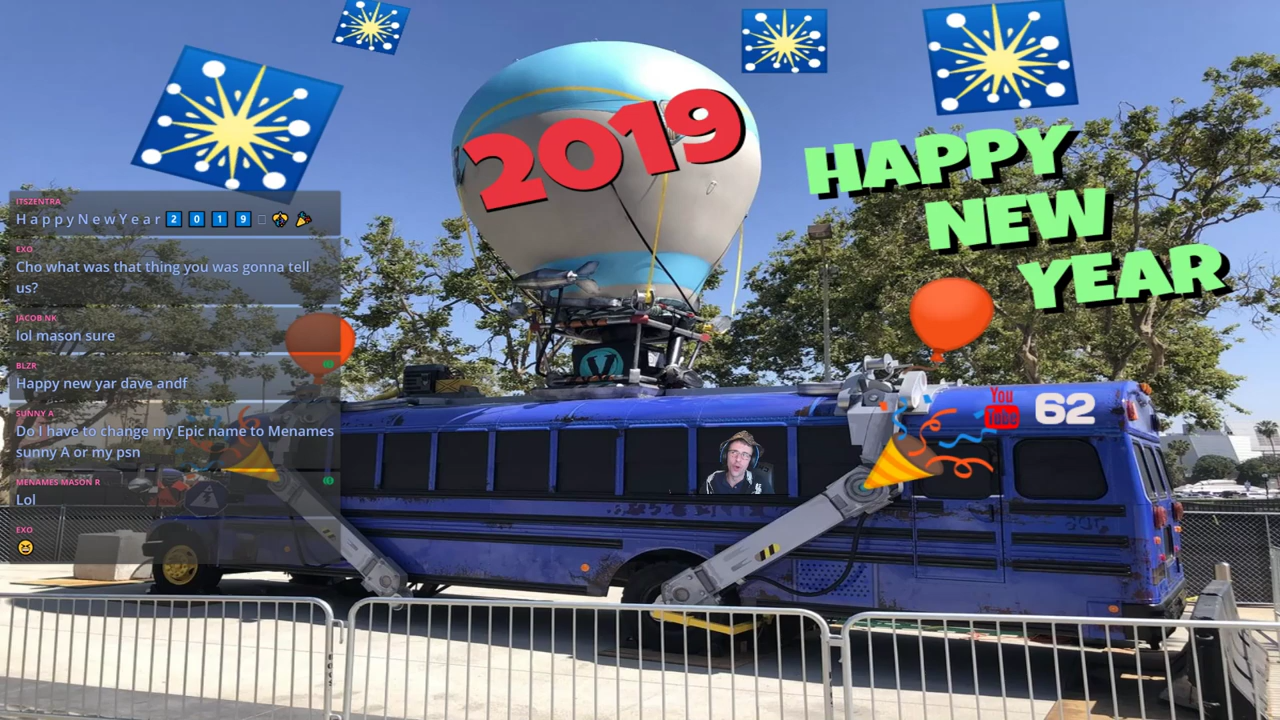 2019
HAPPY
NEW
YEAR
ITSZENTRA
HappyNewYear 2 0 1 9
EXO
Cho what was that thing you was gonna tell
us?
JACOB NK
lol mason sure
BLZR
Happy new yar dave andf
SUNNY A
Do I have to change my Epic name to Menames
sunny A or my psn
MENAMES MASON R
Lol
EXO
You
Tube
62